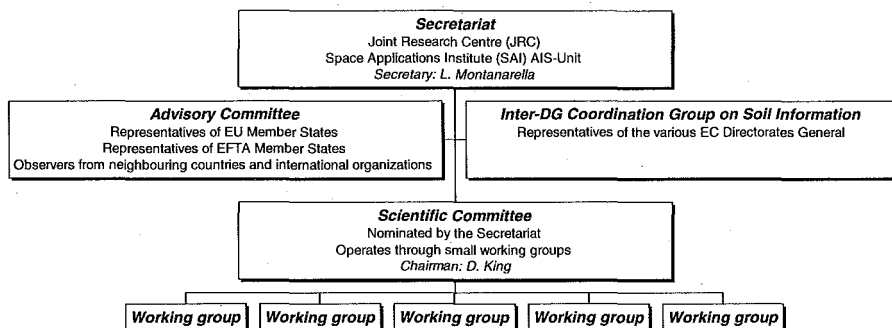 Secretariat
Joint Research Centre (JRC)
Space Applications Institute (SAI) AIS-Unit
Secretary: L. Montanarella
Advisory Committee
Representatives of EU Member States
Representatives of EFTA Member States
Observers from neighbouring countries and international organizations
Inter-DG Coordination Group on Soil Information
Representatives of the various EC Directorates General
Scientific Committee
Nominated by the Secretariat
Operates through small working groups
Chairman: D. King
Working group
Working group
Working group
Working group
Working group